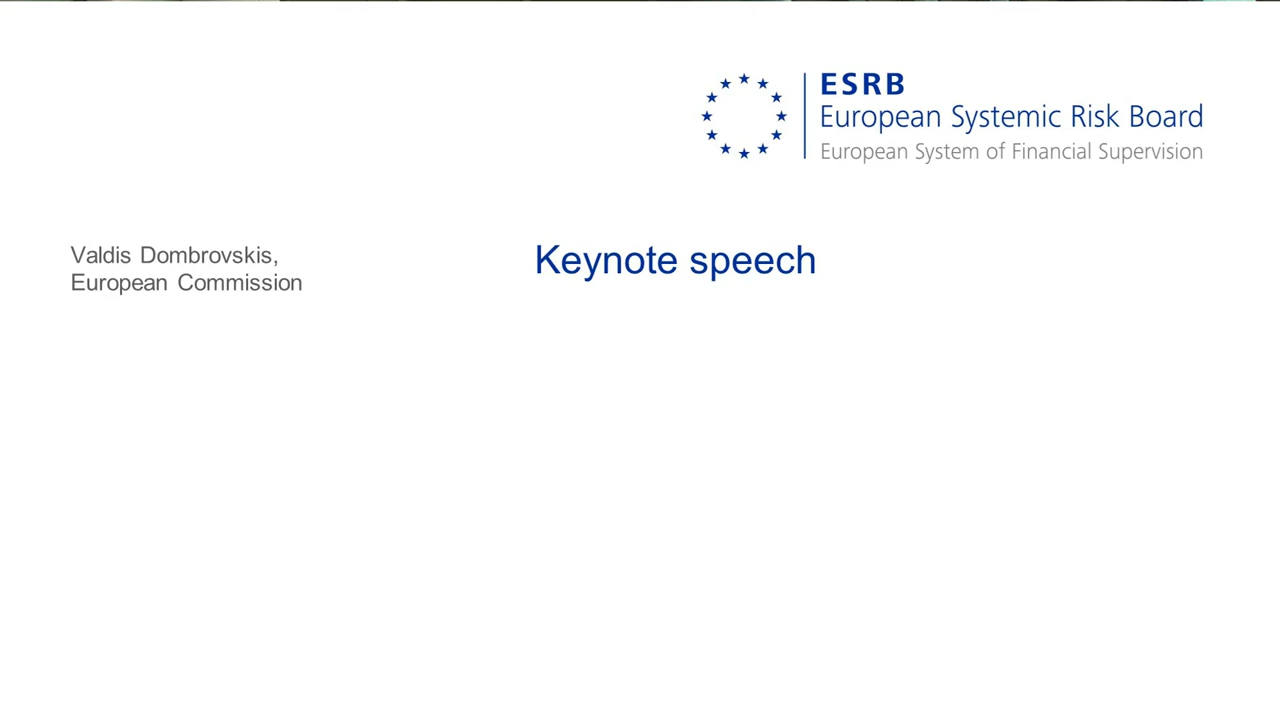 ESRB
European Systemic Risk Board
European System of Financial Supervision
Valdis Dombrovskis,
European Commission
Keynote speech